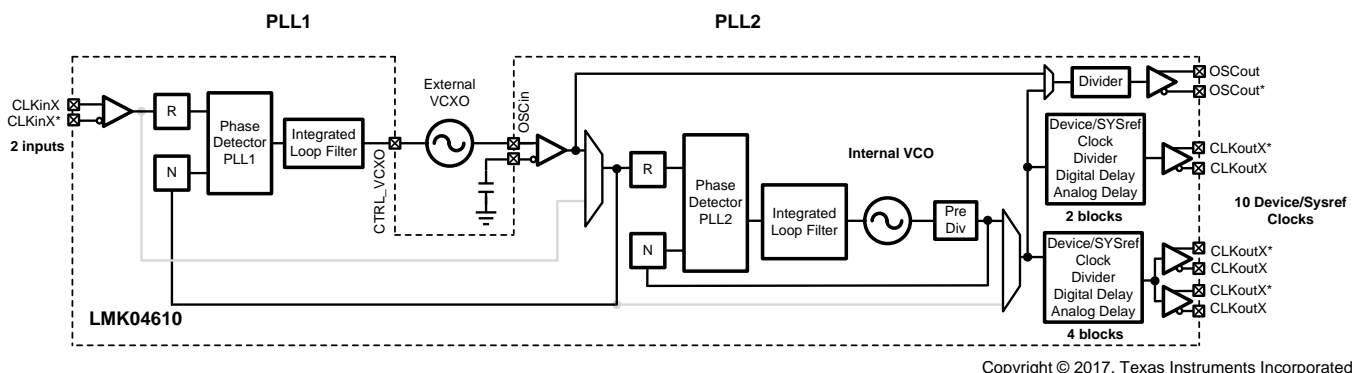 PLL1
PLL2
CLKinX
CLKinX*
2 inputs
R
N
Phase
Detector
PLL1
Integrated
Loop Filter
CTRL_VCXO
External
VCXO
OSCin
R
N
Phase
Detector
PLL2
Integrated
Loop Filter
Internal VCO
Pre
Div
Divider
OSCout
OSCout*
Device/SYSref
Clock
Divider
Digital Delay
Analog Delay
2 blocks
CLKoutX*
CLKoutX
10 Device/Sysref
Clocks
Device/SYSref
Clock
Divider
Digital Delay
Analog Delay
4 blocks
CLKoutX*
CLKoutX
CLKoutX*
CLKoutX
LMK04610
Copyright © 2017, Texas Instruments Incorporated